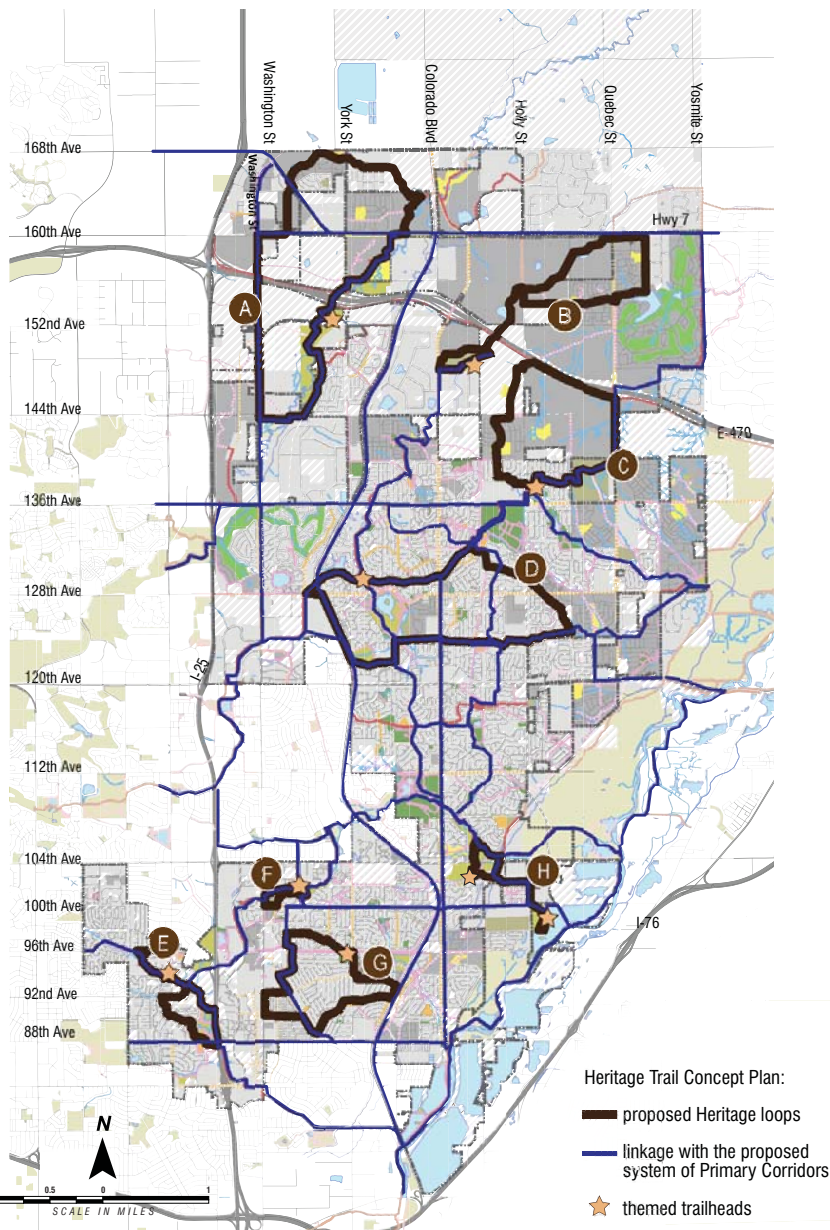 Washington St
York St
Colorado Blvd
Holly St
Quebec St
Yosmite St
168th Ave
Washington St
Hwy 7
160th Ave
A
B
152nd Ave
144th Ave
E-470
C
136th Ave
D
128th Ave
I-25
120th Ave
112th Ave
104th Ave
F
H
100th Ave
I-76
96th Ave
E
G
92nd Ave
88th Ave
Heritage Trail Concept Plan:
proposed Heritage loops
N
linkage with the proposed
system of Primary Corridors
0.5 0 1
SCALE IN MILES
themed trailheads